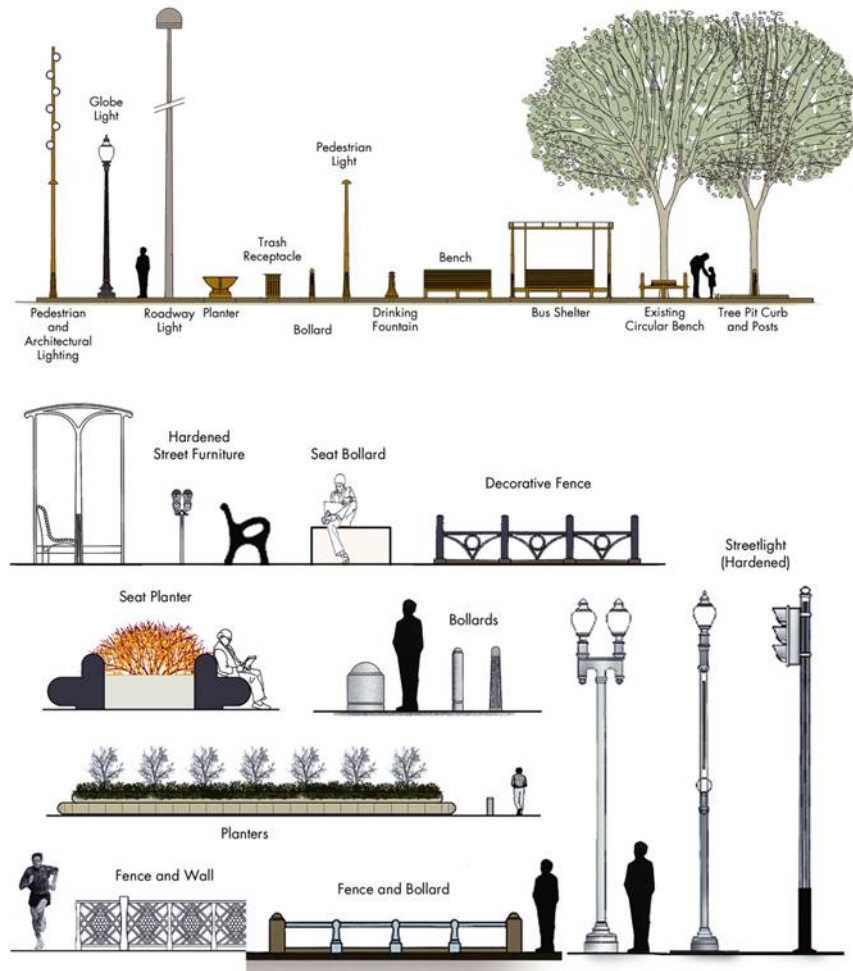 Globe
Light
Pedestrian
Light
Trash
Receptacle
Bench
Pedestrian
and
Architectural
Lighting
Roadway
Light
Planter
Bollard
Drinking
Fountain
Bus Shelter
Existing
Circular Bench
Tree Pit Curb
and Posts
Hardened
Street Furniture
Seat Bollard
Decorative Fence
Streetlight
(Hardened)
Seat Planter
Bollards
Planters
Fence and Wall
Fence and Bollard